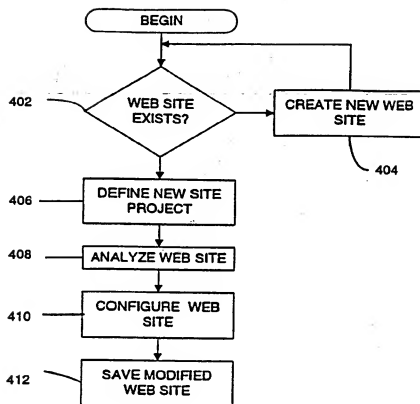 BEGIN
402
WEB SITE
EXISTS?
CREATE NEW WEB
SITE
404
406
DEFINE NEW SITE
PROJECT
408
ANALYZE WEB SITE
410
CONFIGURE WEB
SITE
412
SAVE MODIFIED
WEB SITE